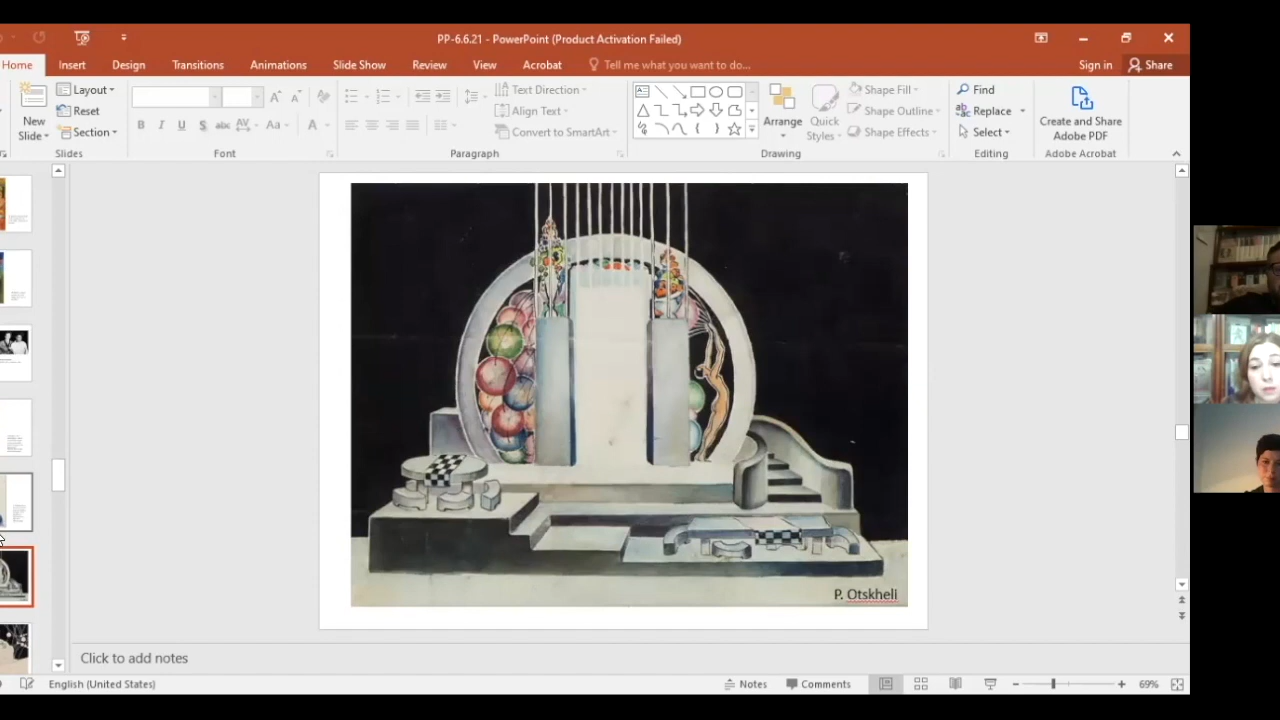 PP-6.6.21 - PowerPoint (Product Activation Failed)
Home Insert Design Transitions Animations Slide Show Review View Acrobat Tell me what you want to do... Sign in Share
New Slide
Layout
Reset
Section
Slides
B I U S abc AV Aa A
Font
Text Direction
Align Text
Convert to SmartArt
Paragraph
Arrange
Quick Styles
Shape Fill
Shape Outline
Shape Effects
Drawing
Find
Replace
Select
Editing
Create and Share
Adobe PDF
Adobe Acrobat
P. Otskheli
Click to add notes
English (United States) Notes Comments 69%